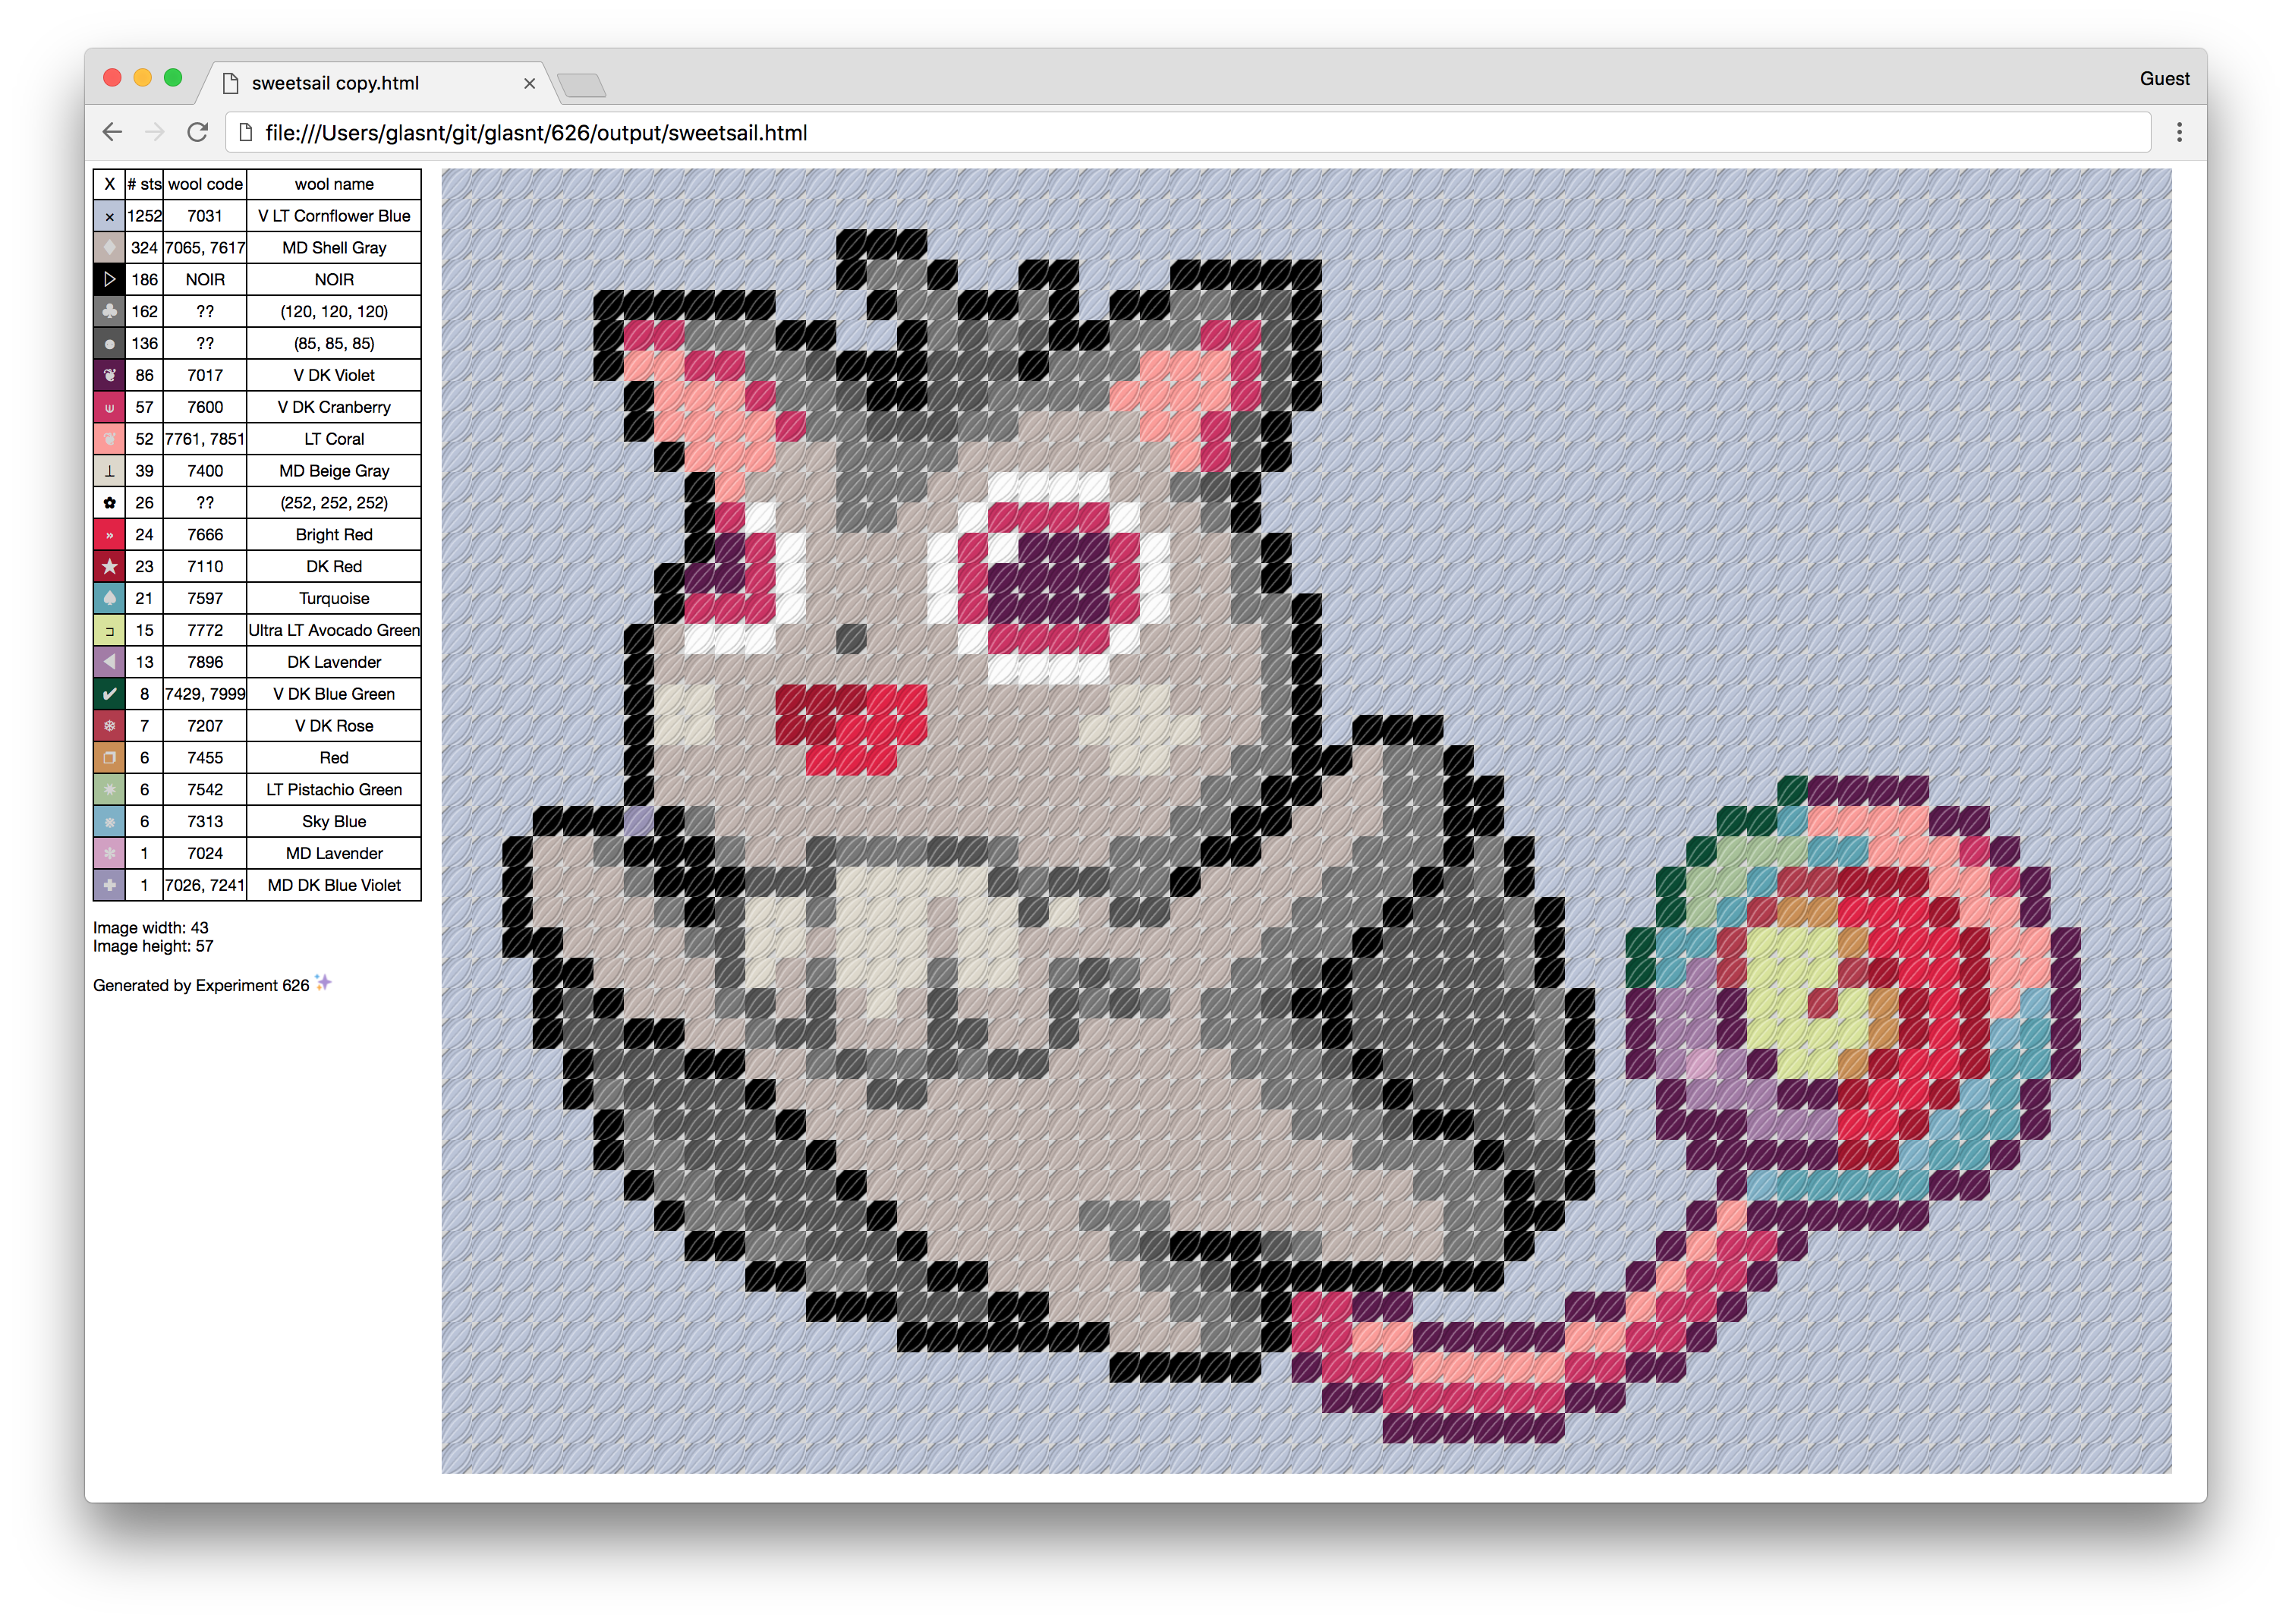 sweetsail copy.html
Guest
file:///Users/glasnt/git/glasnt/626/output/sweetsail.html
X # sts wool code wool name
× 1252 7031 V LT Cornflower Blue
♦ 324 7065, 7617 MD Shell Gray
▷ 186 NOIR NOIR
♣ 162 ?? (120, 120, 120)
● 136 ?? (85, 85, 85)
❦ 86 7017 V DK Violet
⋓ 57 7600 V DK Cranberry
❦ 52 7761, 7851 LT Coral
⊥ 39 7400 MD Beige Gray
✿ 26 ?? (252, 252, 252)
» 24 7666 Bright Red
★ 23 7110 DK Red
♠ 21 7597 Turquoise
⊐ 15 7772 Ultra LT Avocado Green
◀ 13 7896 DK Lavender
✔ 8 7429, 7999 V DK Blue Green
❄ 7 7207 V DK Rose
❒ 6 7455 Red
✷ 6 7542 LT Pistachio Green
❋ 6 7313 Sky Blue
✻ 1 7024 MD Lavender
✚ 1 7026, 7241 MD DK Blue Violet
Image width: 43
Image height: 57
Generated by Experiment 626 ✨